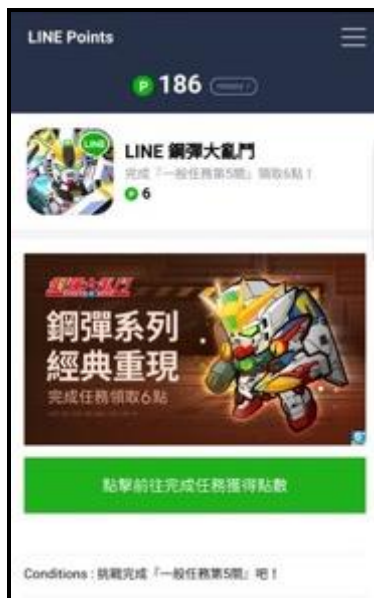 LINE Points
P 186
LINE
LINE 鋼彈大亂鬥
完成『一般任務第5關』領取6點！
P 6
鋼彈大亂鬥
鋼彈系列
經典重現
完成任務領取6點
點擊前往完成任務獲得點數
Conditions : 挑戰完成『一般任務第5關』吧！